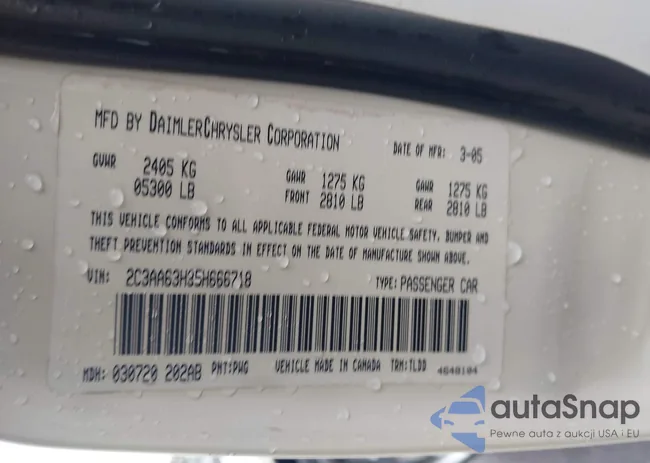 MFD BY DAIMLERCHRYSLER CORPORATION DATE OF MFR: 3-05
GVWR 2405 KG GAWR 1275 KG GAWR 1275 KG
05300 LB FRONT 2810 LB REAR 2810 LB
THIS VEHICLE CONFORMS TO ALL APPLICABLE FEDERAL MOTOR VEHICLE SAFETY, BUMPER AND
THEFT PREVENTION STANDARDS IN EFFECT ON THE DATE OF MANUFACTURE SHOWN ABOVE.
VIN: 2C3AA63H35H666718 TYPE: PASSENGER CAR
MDH: 030720 202AB PNT:PWG VEHICLE MADE IN CANADA TRM:TLDD 4648104
autaSnap
Pewne auta z aukcji USA i EU